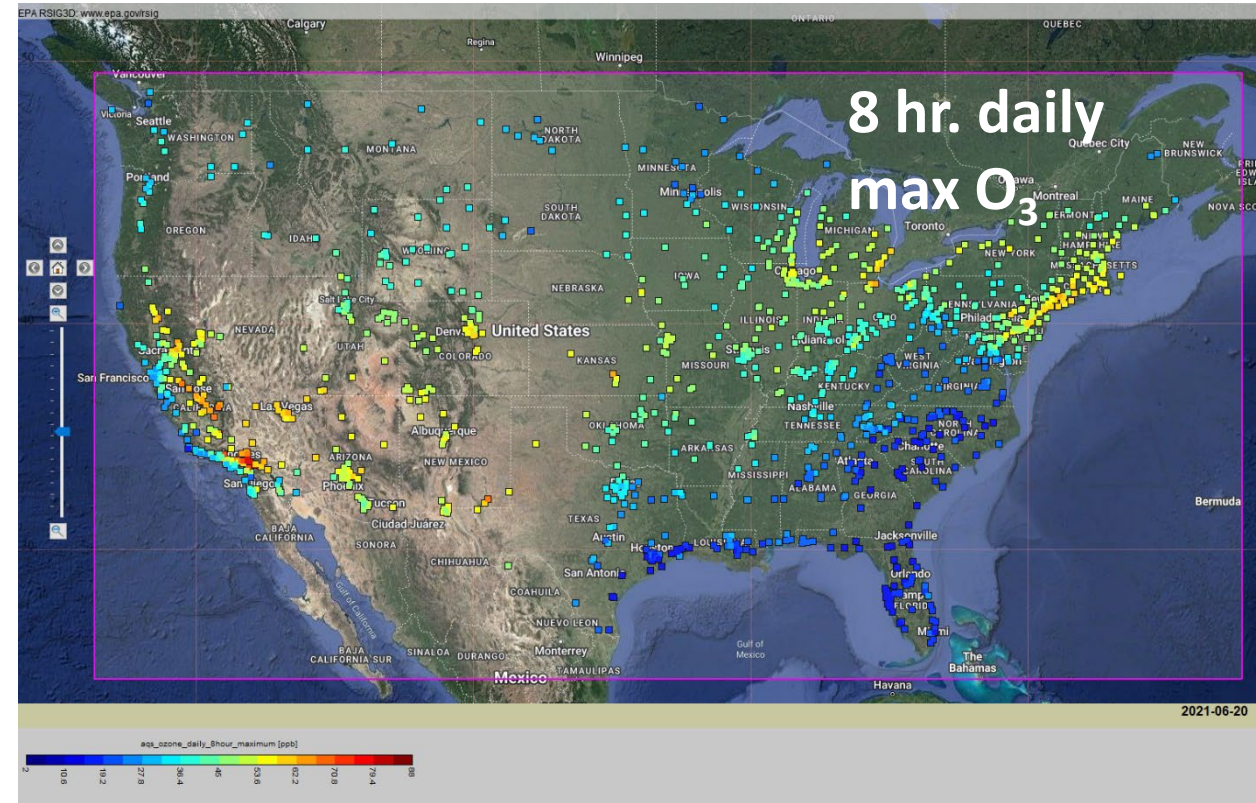 EPA RSIG3D: www.epa.gov/rsig
ONTARIO
QUEBEC
Calgary
Regina
Winnipeg
50
Vancouver
8 hr. daily
max O₃
Victoria
Seattle
WASHINGTON
MONTANA
NORTH
DAKOTA
Quebec City
NEW
BRUNSWICK
MINNESOTA
Ottawa
Montreal
MAINE
NOVA SCO
Portland
Minneapolis
WISCONSIN
SOUTH
DAKOTA
MICHIGAN
Toronto
OREGON
IDAHO
WYOMING
NEW YORK
IOWA
Chicago
NEBRASKA
Salt Lake City
NEVADA
UTAH
Denver
COLORADO
United States
ILLINOIS
PENNSYLVANIA
KANSAS
MISSOURI
WEST
VIRGINIA
San Francisco
San Jose
Las Vegas
KENTUCKY
VIRGINIA
Nashville
TENNESSEE
OKLAHOMA
Albuquerque
ARIZONA
NEW MEXICO
ARKANSAS
NORTH
CAROLINA
Charlotte
SOUTH
CAROLINA
Atlanta
MISSISSIPPI
ALABAMA
GEORGIA
San Diego
Phoenix
Tucson
Ciudad Juárez
TEXAS
Bermuda
BAJA
CALIFORNIA
SONORA
Austin
Houston
LOUISIANA
Jacksonville
CHIHUAHUA
San Antonio
Orlando
COAHUILA
Gulf of
California
FLORIDA
NUEVO LEON
Miami
BAJA
CALIFORNIA SUR
SINALOA
DURANGO
Monterrey
Gulf of
Mexico
The
Bahamas
TAMAULIPAS
Mexico
Havana
2021-06-20
aqs_ozone_daily_8hour_maximum [ppb]
2 10.6 19.2 27.8 36.4 45 53.6 62.2 70.8 79.4 88